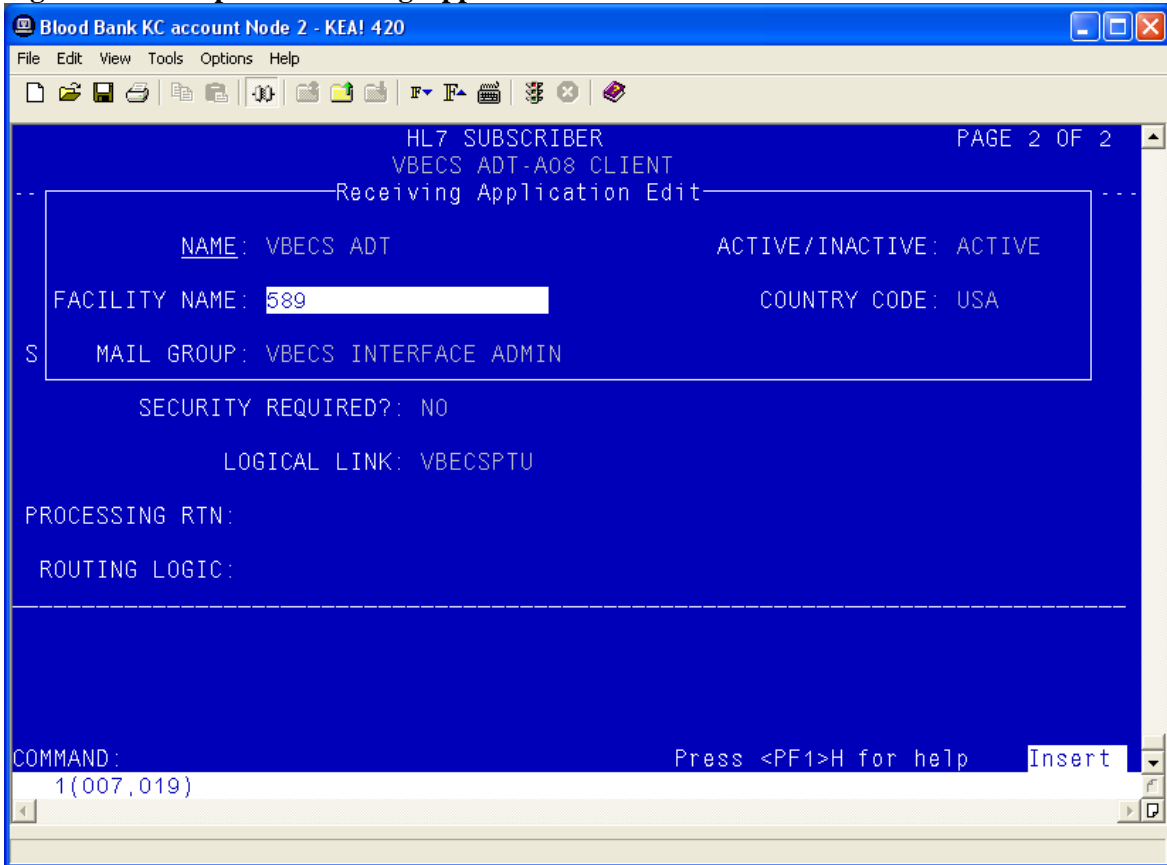 Blood Bank KC account Node 2 - KEA! 420
File Edit View Tools Options Help
HL7 SUBSCRIBER PAGE 2 OF 2
VBECS ADT-A08 CLIENT
Receiving Application Edit
NAME: VBECS ADT ACTIVE/INACTIVE: ACTIVE
FACILITY NAME: 589 COUNTRY CODE: USA
S MAIL GROUP: VBECS INTERFACE ADMIN
SECURITY REQUIRED?: NO
LOGICAL LINK: VBECSPTU
PROCESSING RTN:
ROUTING LOGIC:
COMMAND: Press <PF1>H for help Insert
1(007,019)